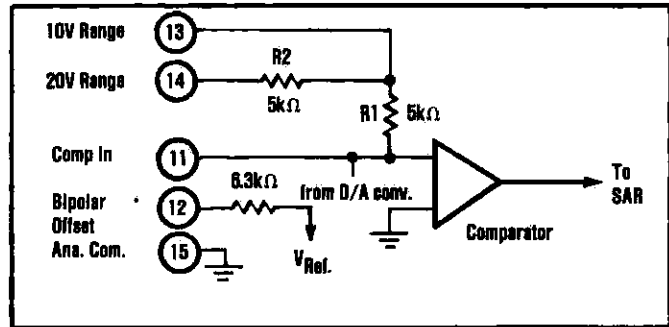 10V Range 13
R2
20V Range 14
5kΩ
R1 5kΩ
Comp In 11
from D/A conv.
To
SAR
6.3kΩ
Bipolar 12
Offset
Comparator
Ana. Com. 15
VRef.